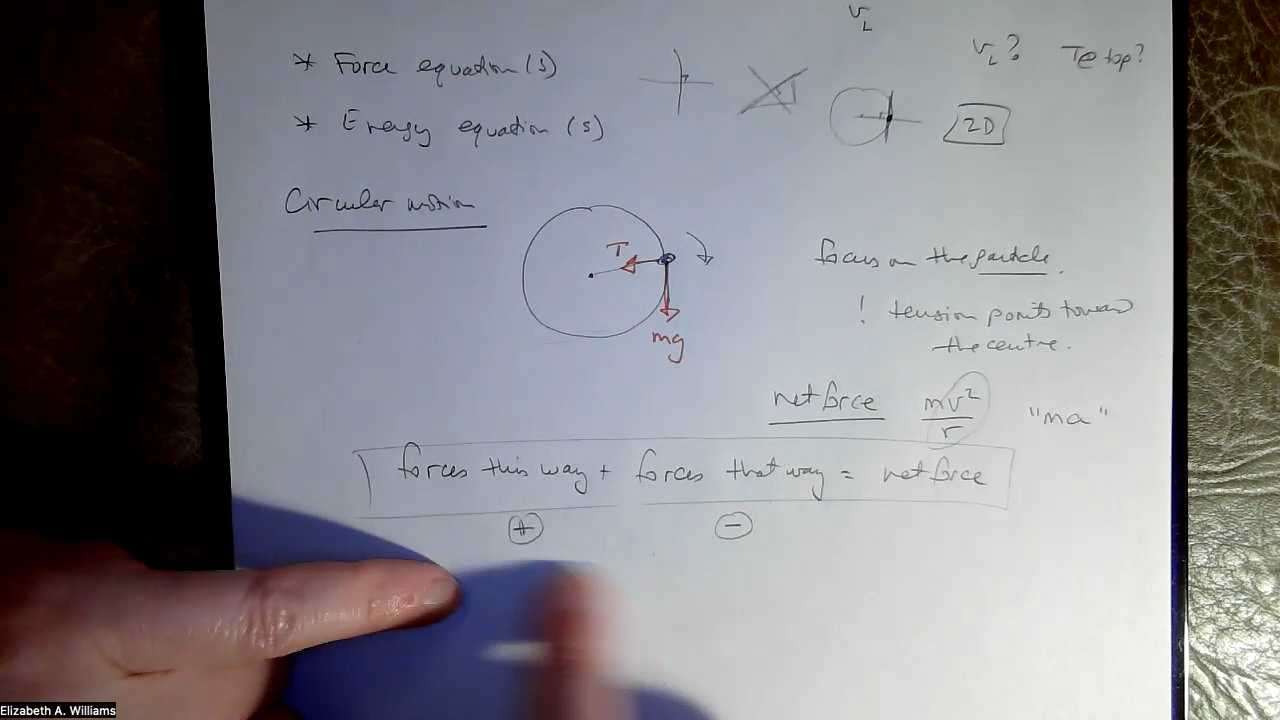 v_L
v_L? T@top?
* Force equation(s)
* Energy equation (s)
2D
Circular motion
T
mg
focus on the particle.
! tension points toward
the centre.
net force mv²/r "ma"
forces this way + forces that way = net force
+ −
Elizabeth A. Williams